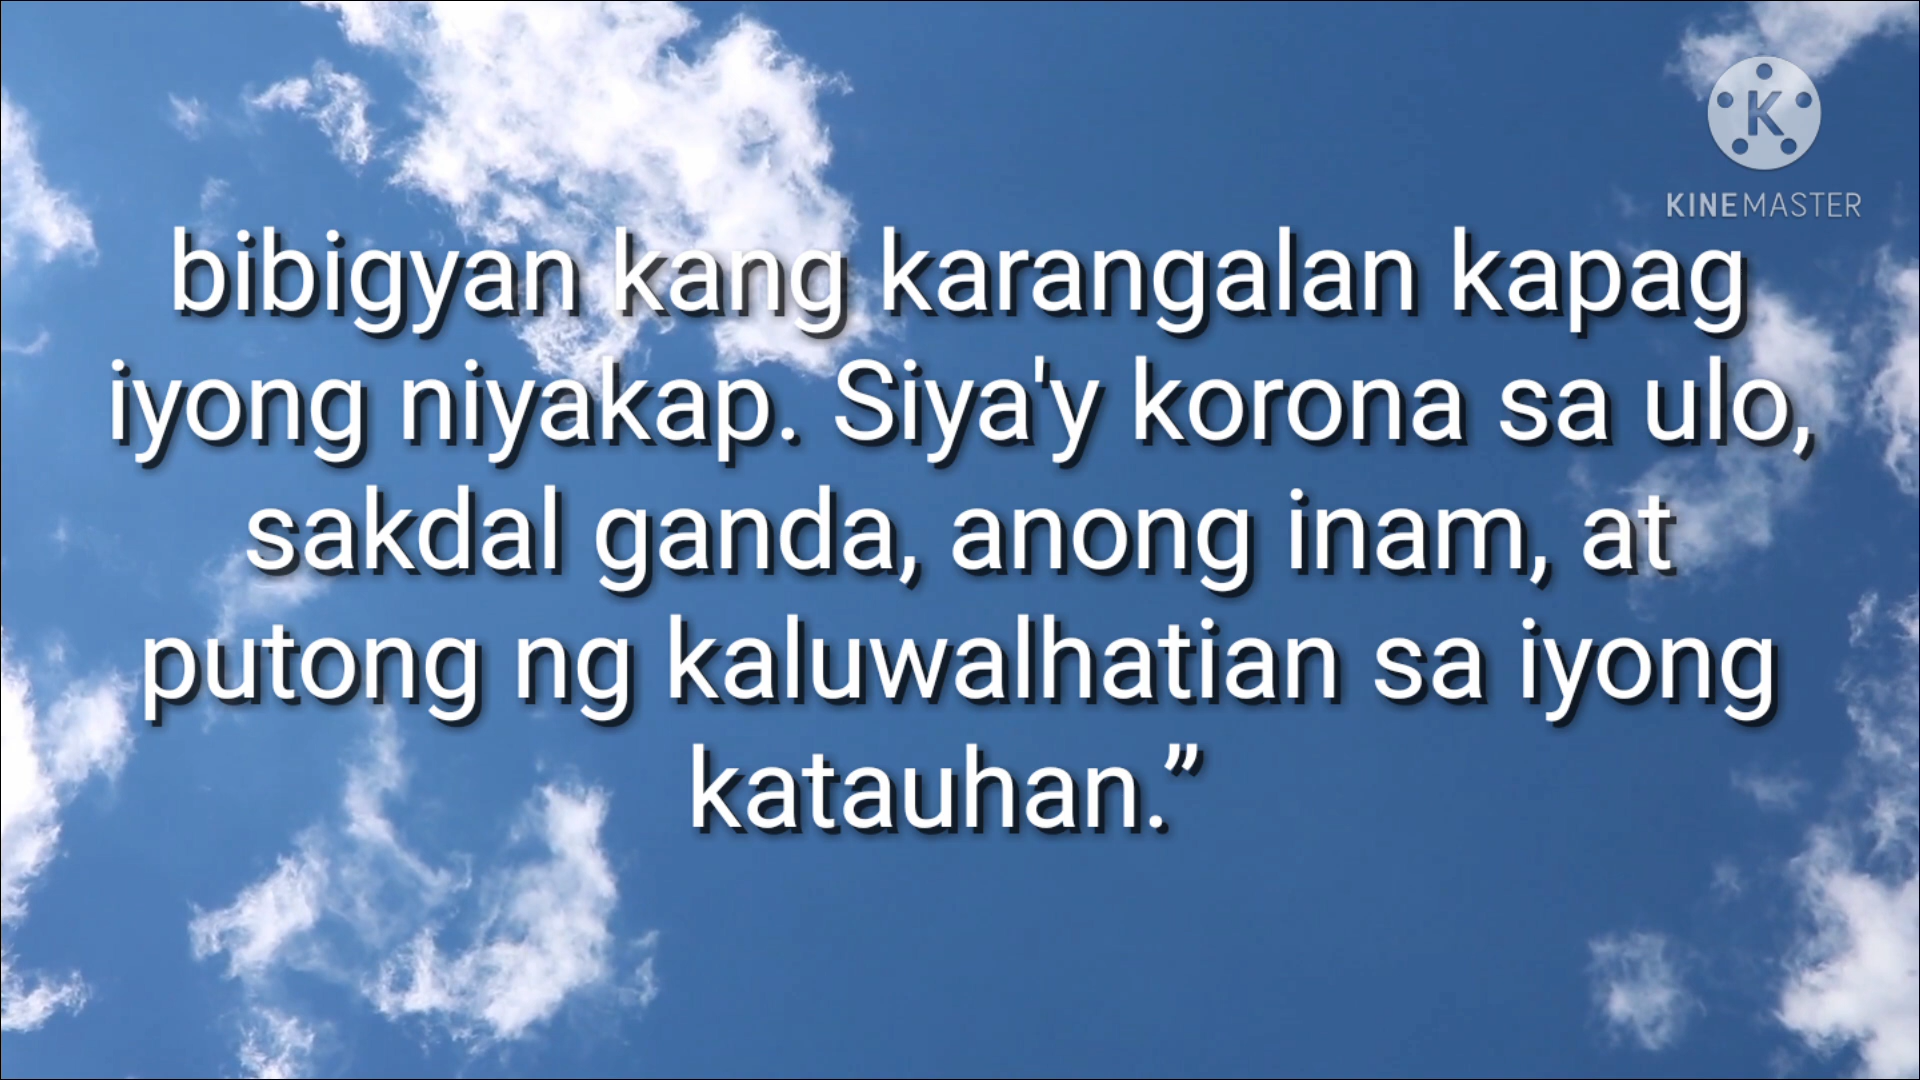 KINEMASTER
bibigyan kang karangalan kapag
iyong niyakap. Siya'y korona sa ulo,
sakdal ganda, anong inam, at
putong ng kaluwalhatian sa iyong
katauhan.”